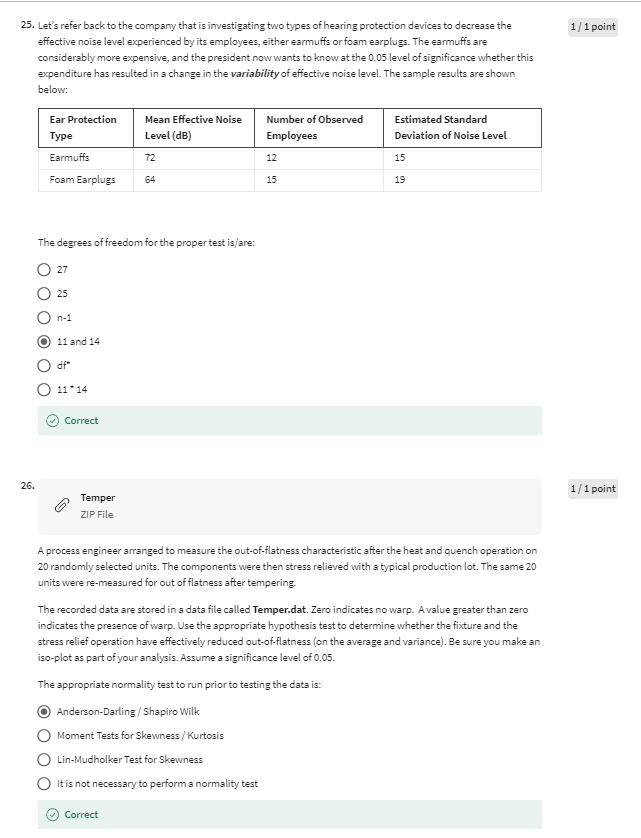 25. Let's refer back to the company that is investigating two types of hearing protection devices to decrease the
1 / 1 point
effective noise level experienced by its employees, either earmuffs or foam earplugs. The earmuffs are
considerably more expensive, and the president now wants to know at the 0.05 level of significance whether this
expenditure has resulted in a change in the variability of effective noise level. The sample results are shown
below:
Ear Protection Type
Mean Effective Noise Level (dB)
Number of Observed Employees
Estimated Standard Deviation of Noise Level
Earmuffs 72 12 15
Foam Earplugs 64 15 19
The degrees of freedom for the proper test is/are:
27
25
n-1
11 and 14
df*
11 * 14
Correct
26.
1 / 1 point
Temper
ZIP File
A process engineer arranged to measure the out-of-flatness characteristic after the heat and quench operation on
20 randomly selected units. The components were then stress relieved with a typical production lot. The same 20
units were re-measured for out of flatness after tempering.
The recorded data are stored in a data file called Temper.dat. Zero indicates no warp. A value greater than zero
indicates the presence of warp. Use the appropriate hypothesis test to determine whether the fixture and the
stress relief operation have effectively reduced out-of-flatness (on the average and variance). Be sure you make an
iso-plot as part of your analysis. Assume a significance level of 0.05.
The appropriate normality test to run prior to testing the data is:
Anderson-Darling / Shapiro Wilk
Moment Tests for Skewness / Kurtosis
Lin-Mudholker Test for Skewness
It is not necessary to perform a normality test
Correct